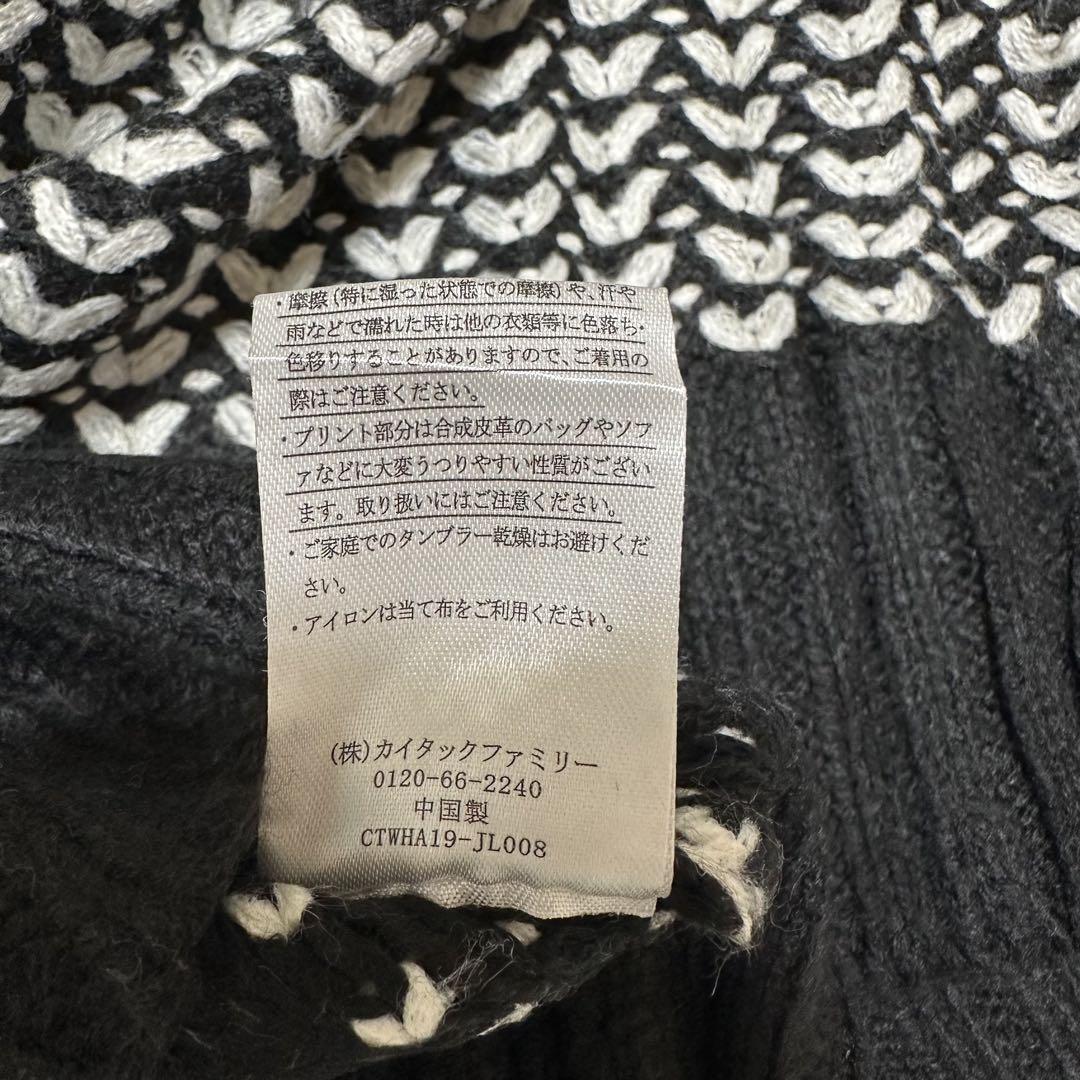 ・摩擦(特に湿った状態での摩擦)や、汗や
雨などで濡れた時は他の衣類等に色落ち・
色移りすることがありますので、ご着用の
際はご注意ください。
・プリント部分は合成皮革のバッグやソフ
ァなどに大変うつりやすい性質がござい
ます。取り扱いにはご注意ください。
・ご家庭でのタンブラー乾燥はお避けくだ
さい。
・アイロンは当て布をご利用ください。
(株)カイタックファミリー
0120-66-2240
中国製
CTWHA19-JL008